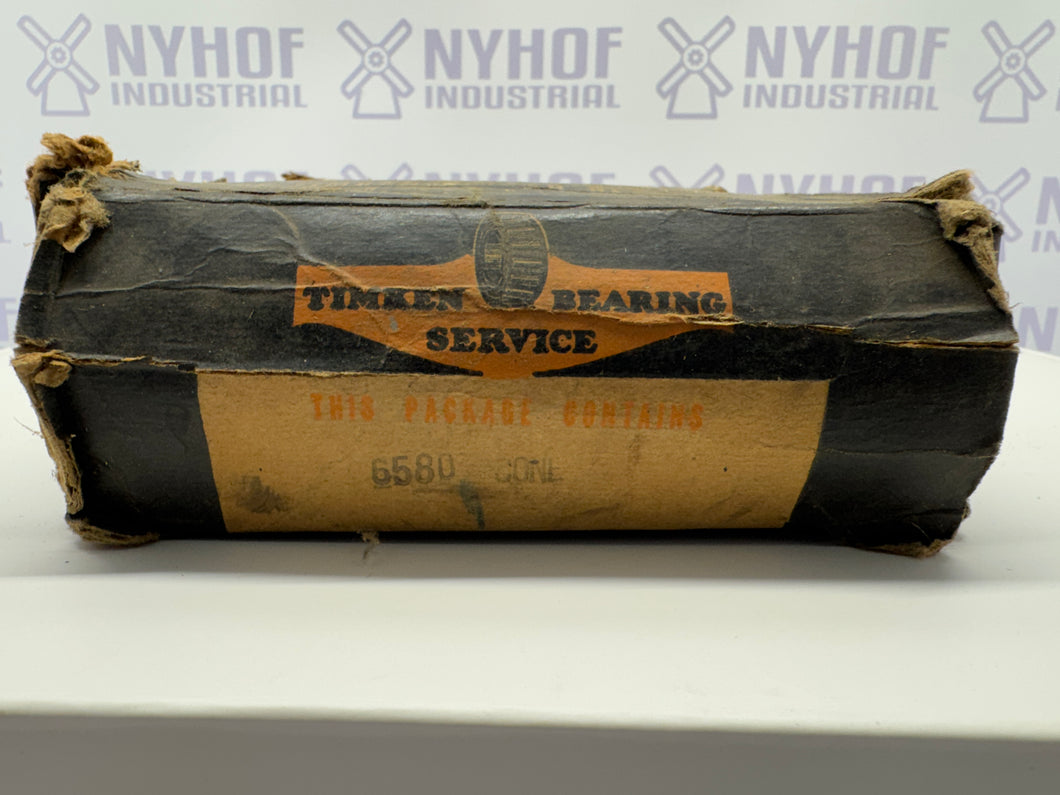 NYHOF INDUSTRIAL
NYHOF INDUSTRIAL
NYHOF INDUSTRIAL
TIMKEN BEARING
SERVICE
THIS PACKAGE CONTAINS
6580 CONE